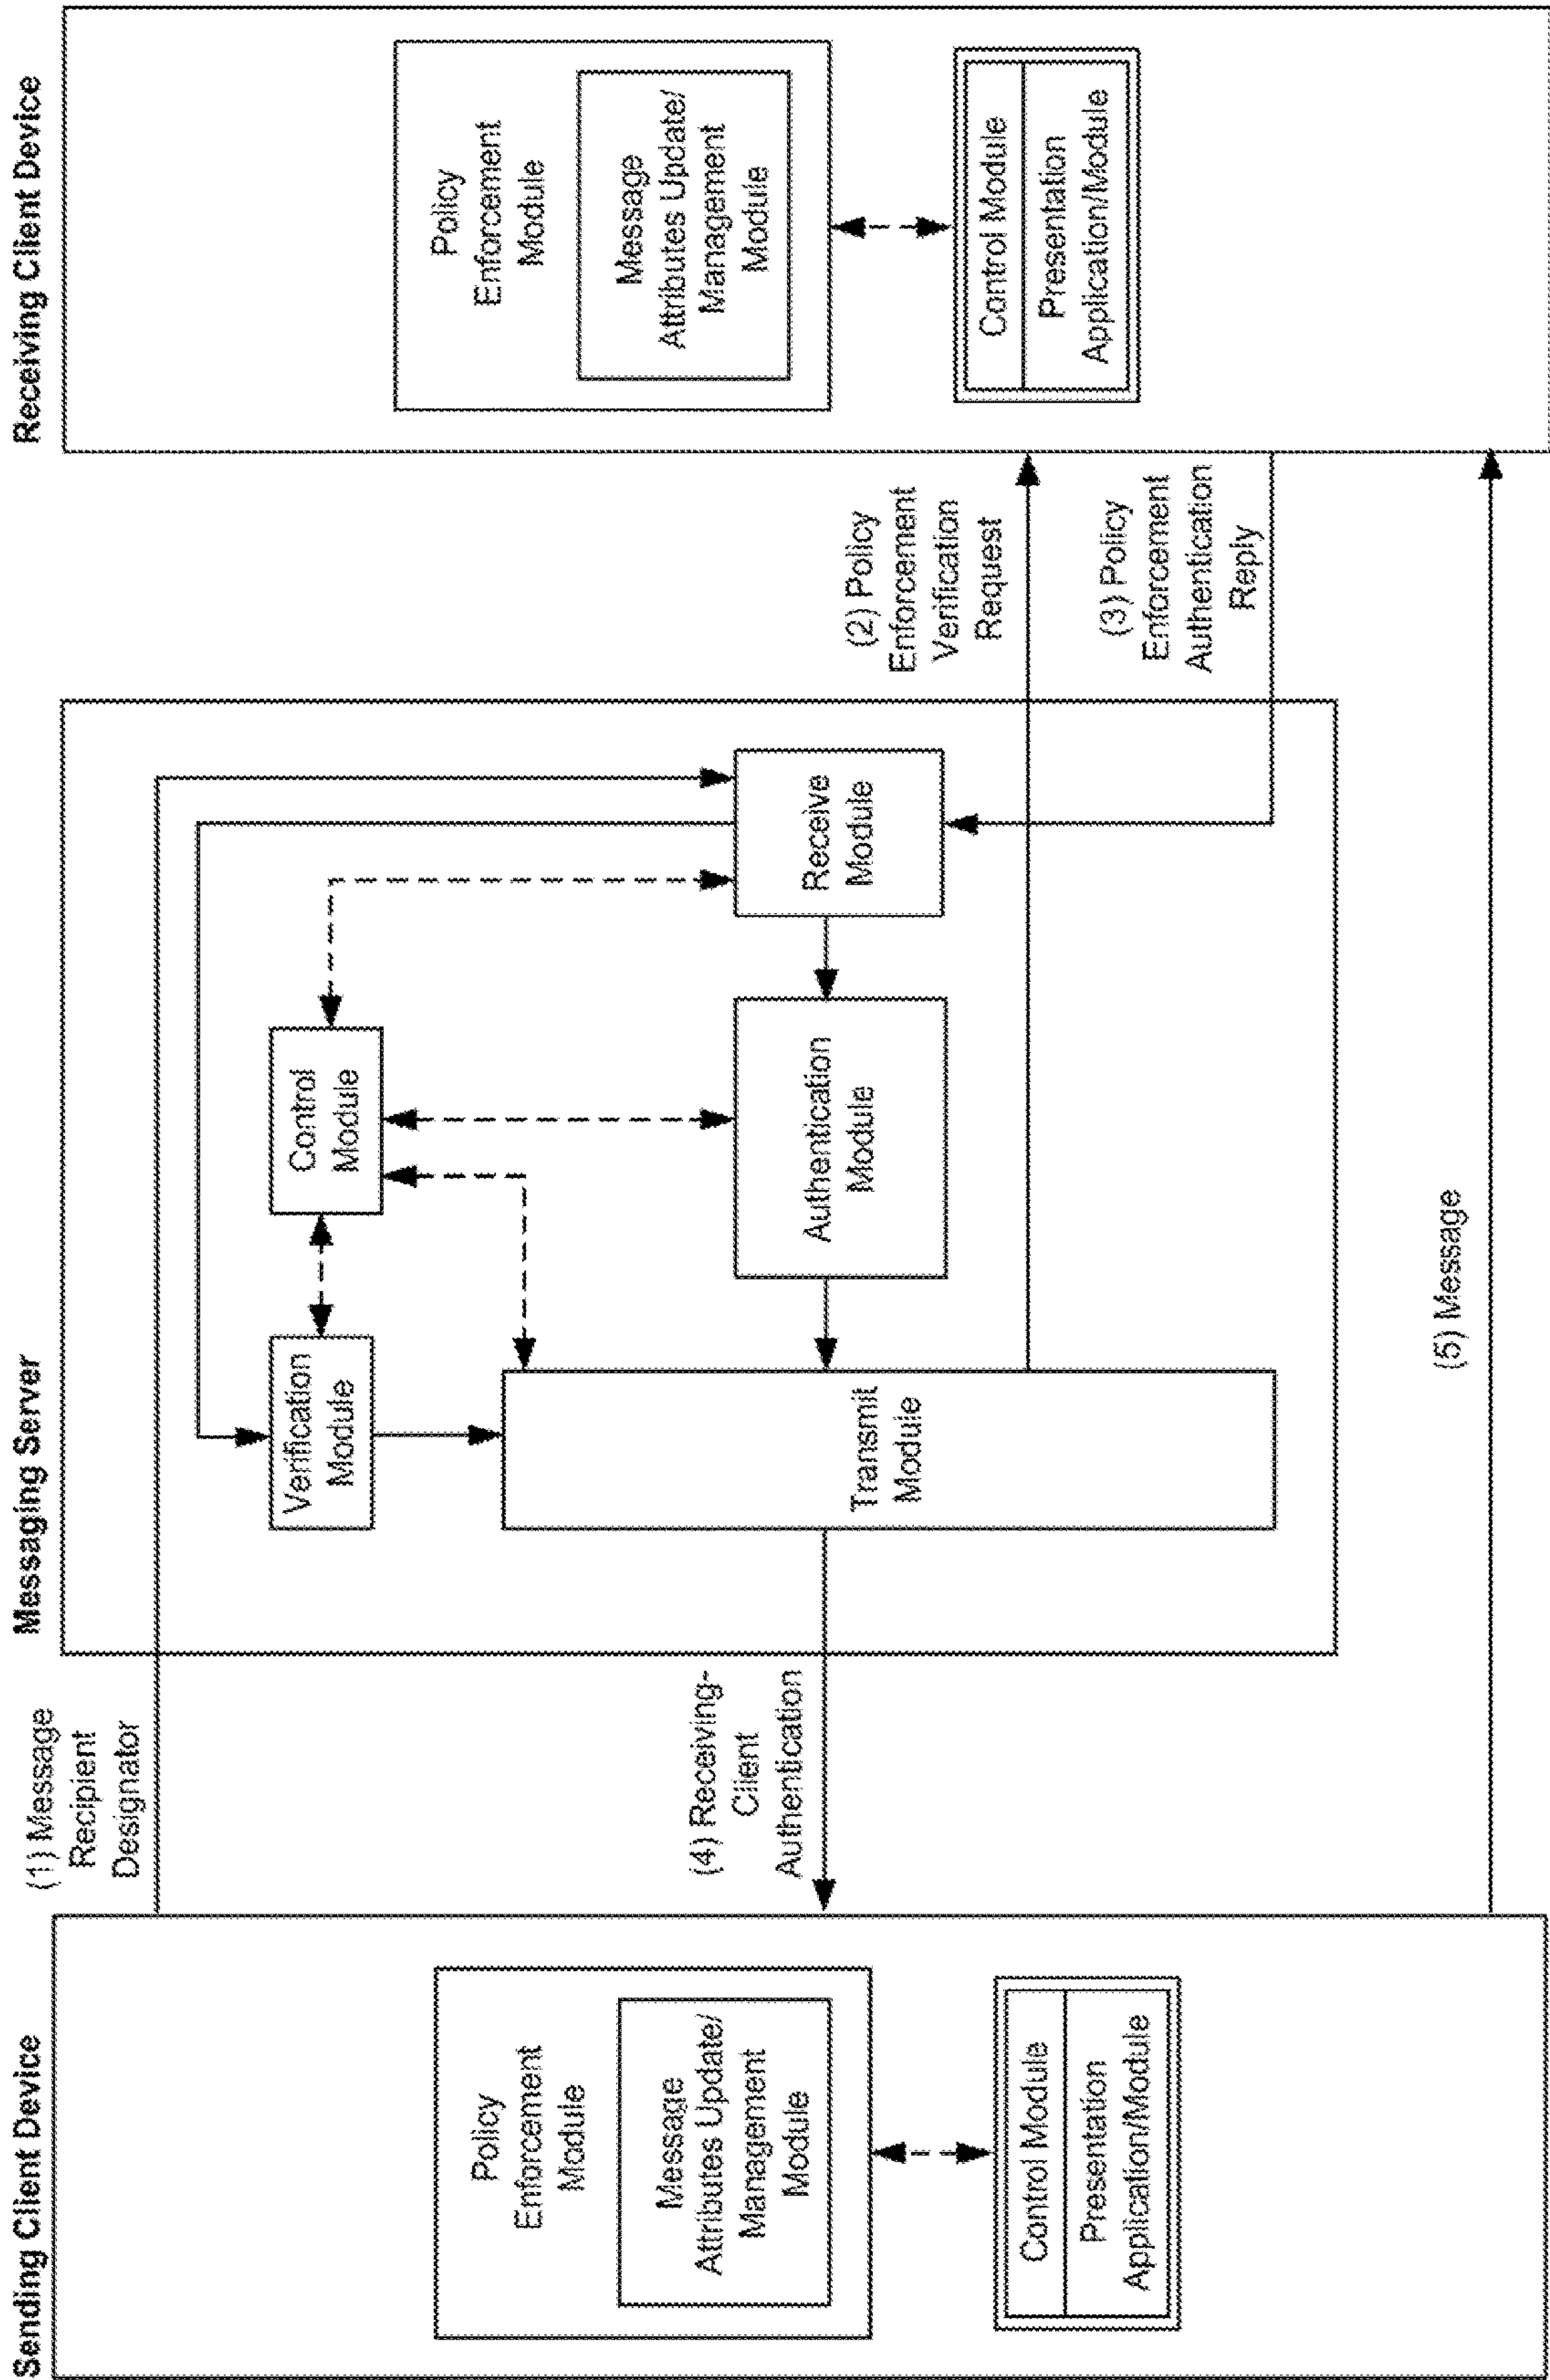 Sending Client Device
Policy
Enforcement
Module
Message
Attributes Update/
Management
Module
Control Module
Presentation
Application/Module
(1) Message
Recipient
Designator
(4) Receiving-
Client
Authentication
Messaging Server
Verification
Module
Control
Module
Transmit
Module
Authentication
Module
Receive
Module
(5) Message
(2) Policy
Enforcement
Verification
Request
(3) Policy
Enforcement
Authentication
Reply
Receiving Client Device
Policy
Enforcement
Module
Message
Attributes Update/
Management
Module
Control Module
Presentation
Application/Module